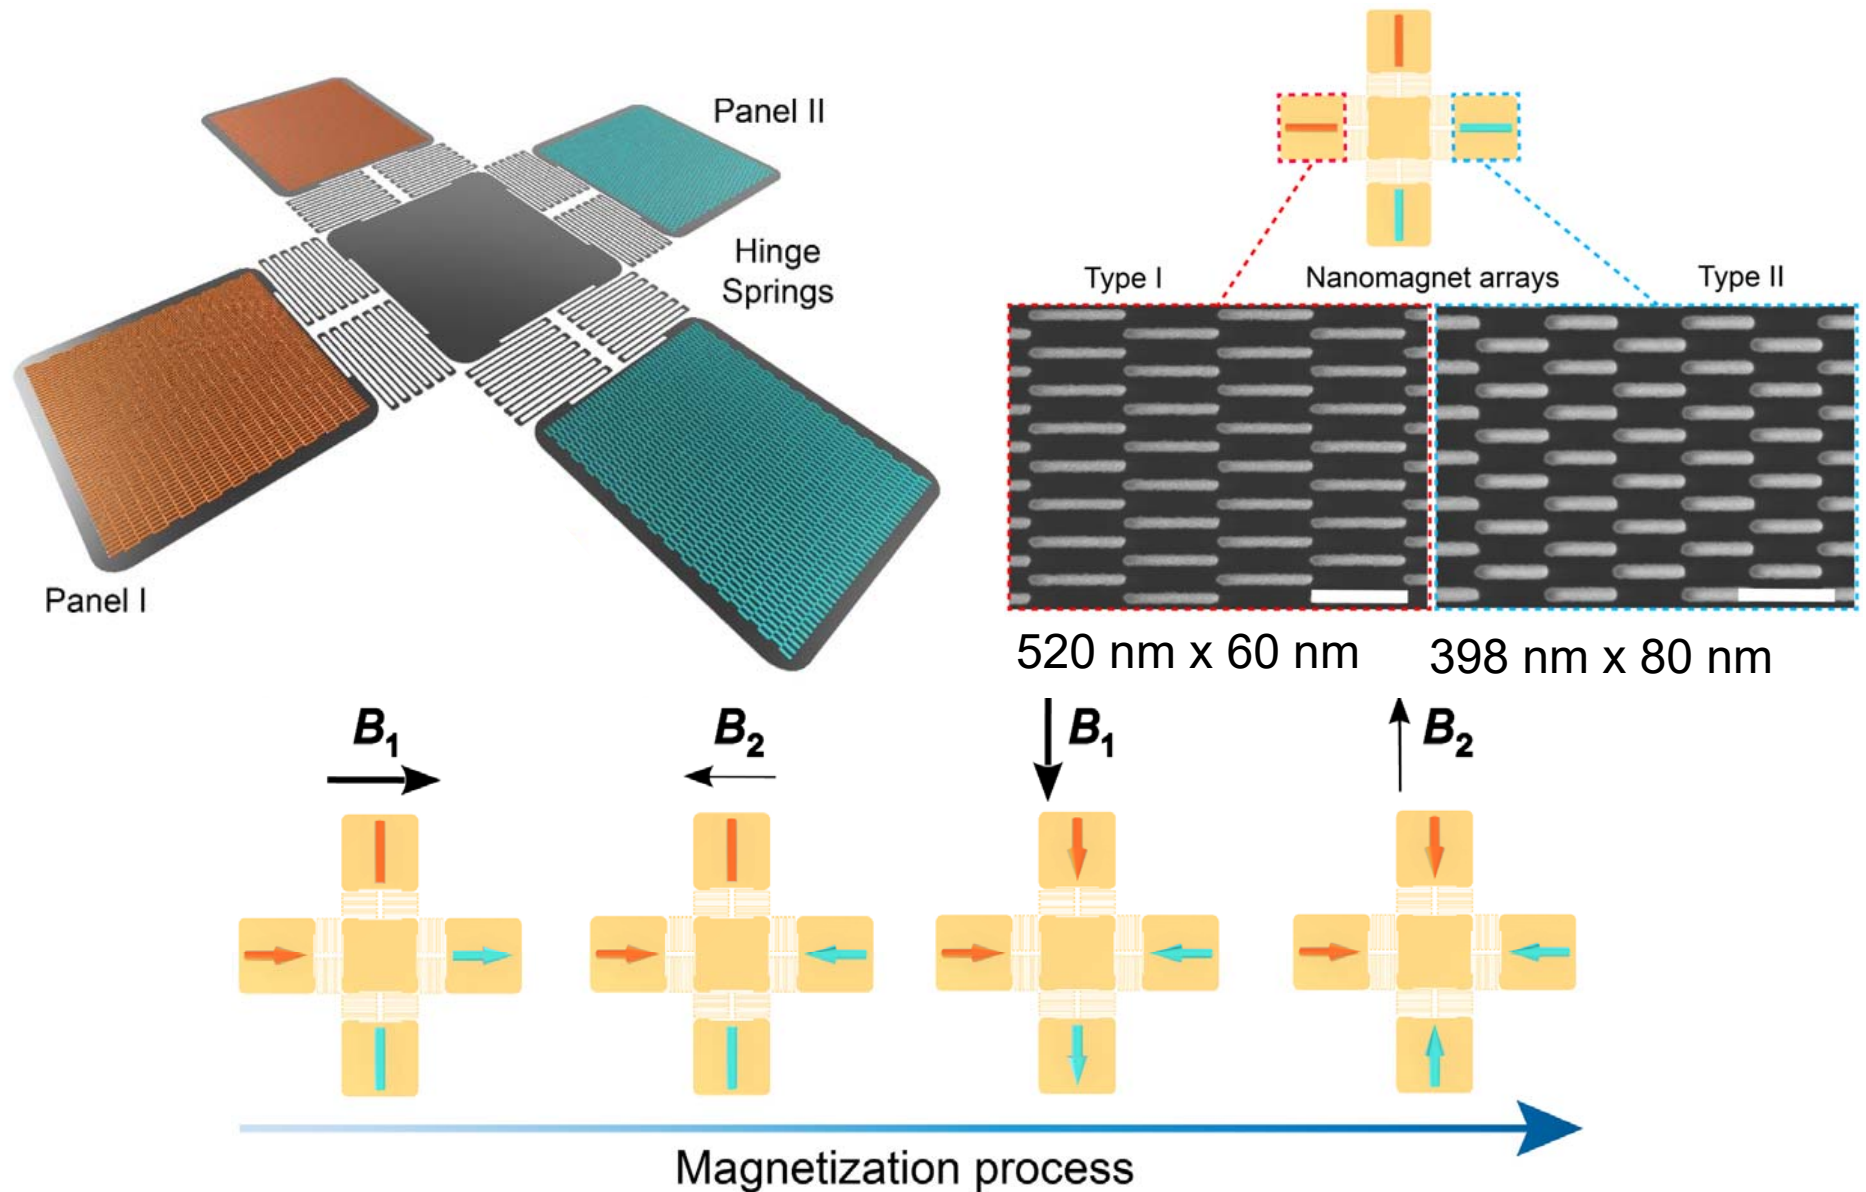 Panel II
Hinge
Springs
Panel I
Type I
Nanomagnet arrays
Type II
520 nm x 60 nm
398 nm x 80 nm
B1
B2
B1
B2
Magnetization process